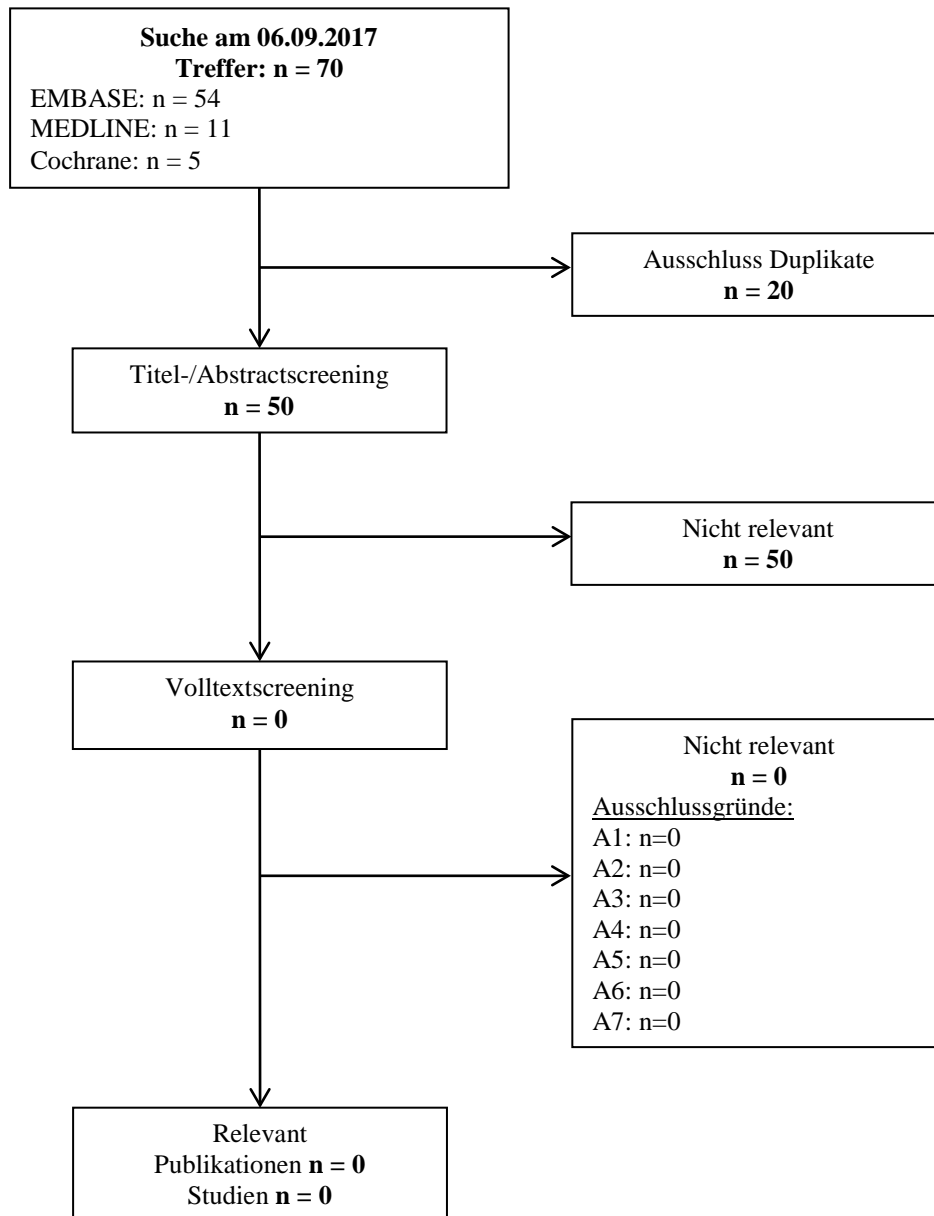 Suche am 06.09.2017
Treffer: n = 70
EMBASE: n = 54
MEDLINE: n = 11
Cochrane: n = 5
Ausschluss Duplikate
n = 20
Titel-/Abstractscreening
n = 50
Nicht relevant
n = 50
Volltextscreening
n = 0
Nicht relevant
n = 0
Ausschlussgründe:
A1: n=0
A2: n=0
A3: n=0
A4: n=0
A5: n=0
A6: n=0
A7: n=0
Relevant
Publikationen n = 0
Studien n = 0